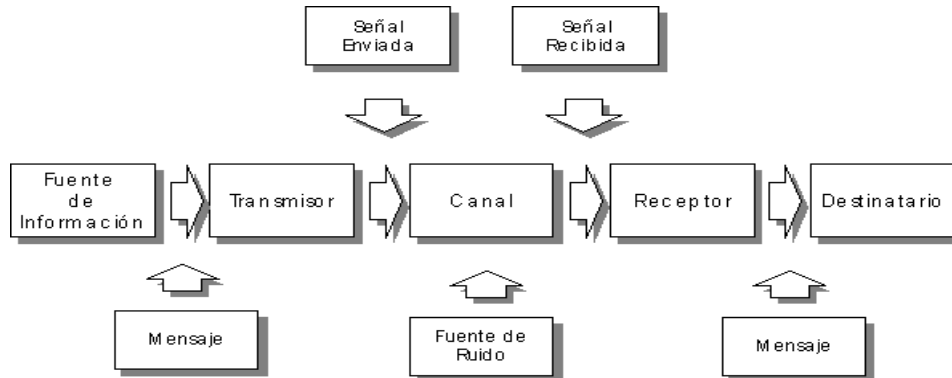 Señal
Enviada
Señal
Recibida
Fuente
de
Información
Transmisor
Canal
Receptor
Destinatario
Mensaje
Fuente de
Ruido
Mensaje